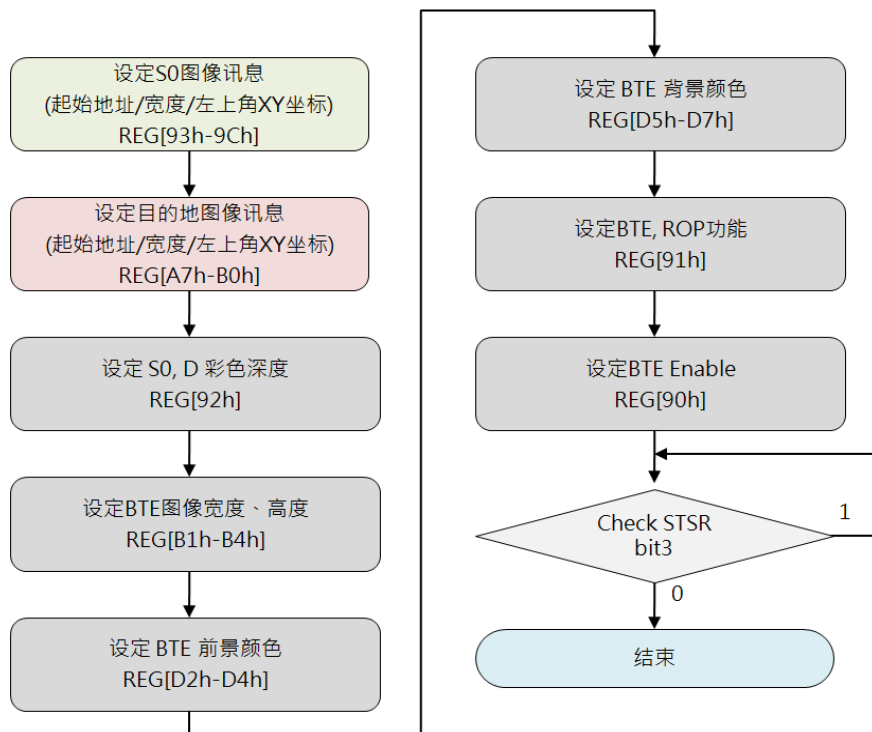 设定S0图像讯息
(起始地址/宽度/左上角XY坐标)
REG[93h-9Ch]
设定目的地图像讯息
(起始地址/宽度/左上角XY坐标)
REG[A7h-B0h]
设定 S0, D 彩色深度
REG[92h]
设定BTE图像宽度、高度
REG[B1h-B4h]
设定 BTE 前景颜色
REG[D2h-D4h]
设定 BTE 背景颜色
REG[D5h-D7h]
设定BTE, ROP功能
REG[91h]
设定BTE Enable
REG[90h]
Check STSR
bit3
1
0
结束